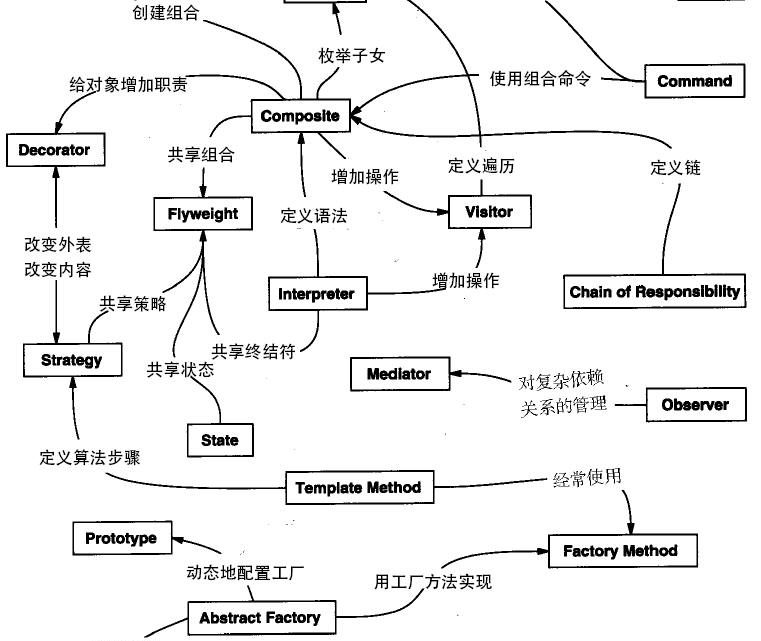 创建组合
枚举子女
给对象增加职责
使用组合命令
Command
Composite
Decorator
共享组合
增加操作
定义遍历
定义链
Flyweight
定义语法
Visitor
改变外表
改变内容
增加操作
Interpreter
Chain of Responsibility
共享策略
共享终结符
Strategy
共享状态
Mediator
对复杂依赖
关系的管理
Observer
State
定义算法步骤
Template Method
经常使用
Prototype
Factory Method
动态地配置工厂
用工厂方法实现
Abstract Factory